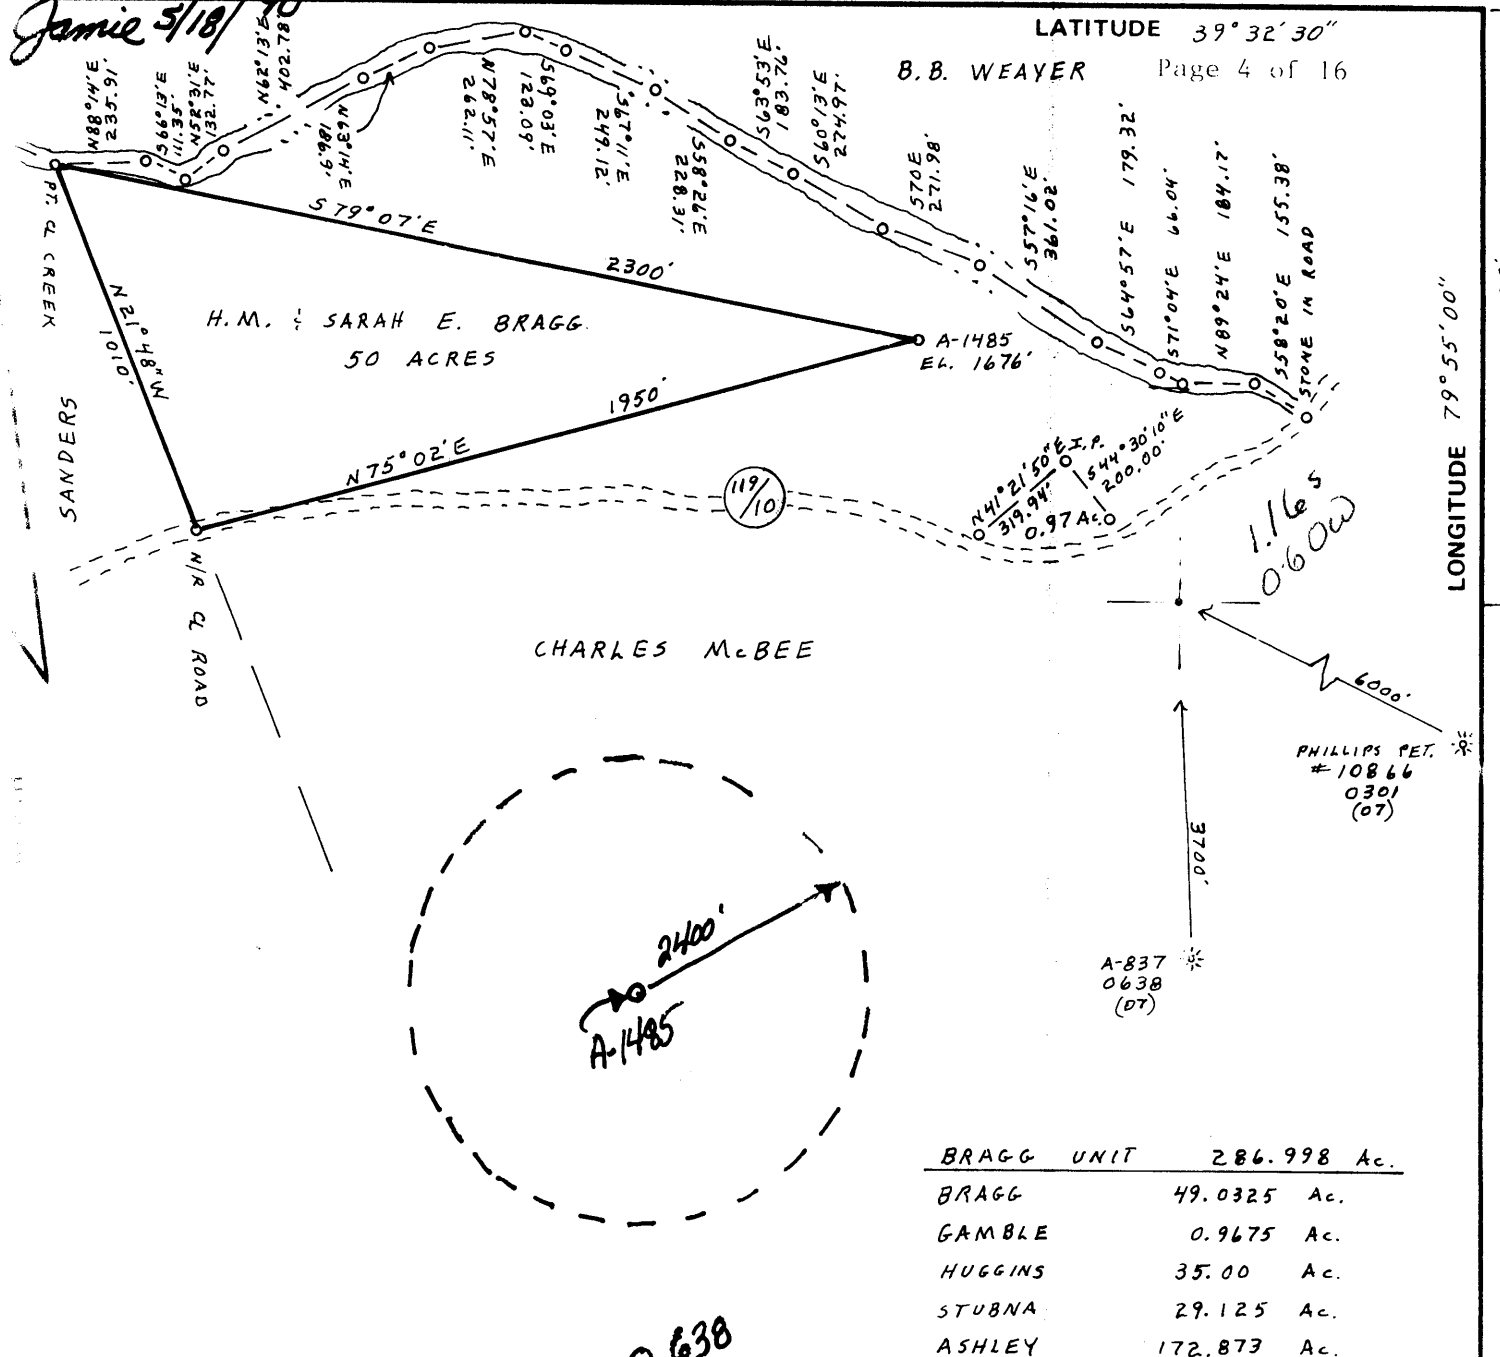 Jamie 5/18/90
LATITUDE 39° 32' 30"
B.B. WEAVER
Page 4 of 16
N88°14'E
235.91'
S66°13'E
111.35'
N52°31'E
132.77'
N62°13'E
402.78'
N63°14'E
186.9'
N78°57'E
262.11'
S69°03'E
123.09'
S67°11'E
249.12'
S58°26'E
228.31'
S63°53'E
183.76'
S60°13'E
274.97'
S70E
271.98'
S57°16'E
361.02'
S64°57'E 179.32'
S71°04'E 66.04'
N89°24'E 184.17'
S58°20'E 155.38'
STONE IN ROAD
LONGITUDE 79° 55' 00"
PT. ℄ CREEK
S 79° 07' E
2300'
N 21° 48" W
1010'
H.M. & SARAH E. BRAGG
50 ACRES
A-1485
EL. 1676'
1950'
N 75° 02' E
SANDERS
119/10
N41°21'50"E I.P.
319.94'
S44°30'10"E
200.00'
0.97 Ac.
1.16 s
0.60 w
N/R ℄ ROAD
CHARLES McBEE
6000'
PHILLIPS PET.
#10866
0301
(07)
3700'
A-837
0638
(07)
2400'
A-1485
BRAGG UNIT 286.998 Ac.
BRAGG 49.0325 Ac.
GAMBLE 0.9675 Ac.
HUGGINS 35.00 Ac.
STUBNA 29.125 Ac.
ASHLEY 172.873 Ac.
638